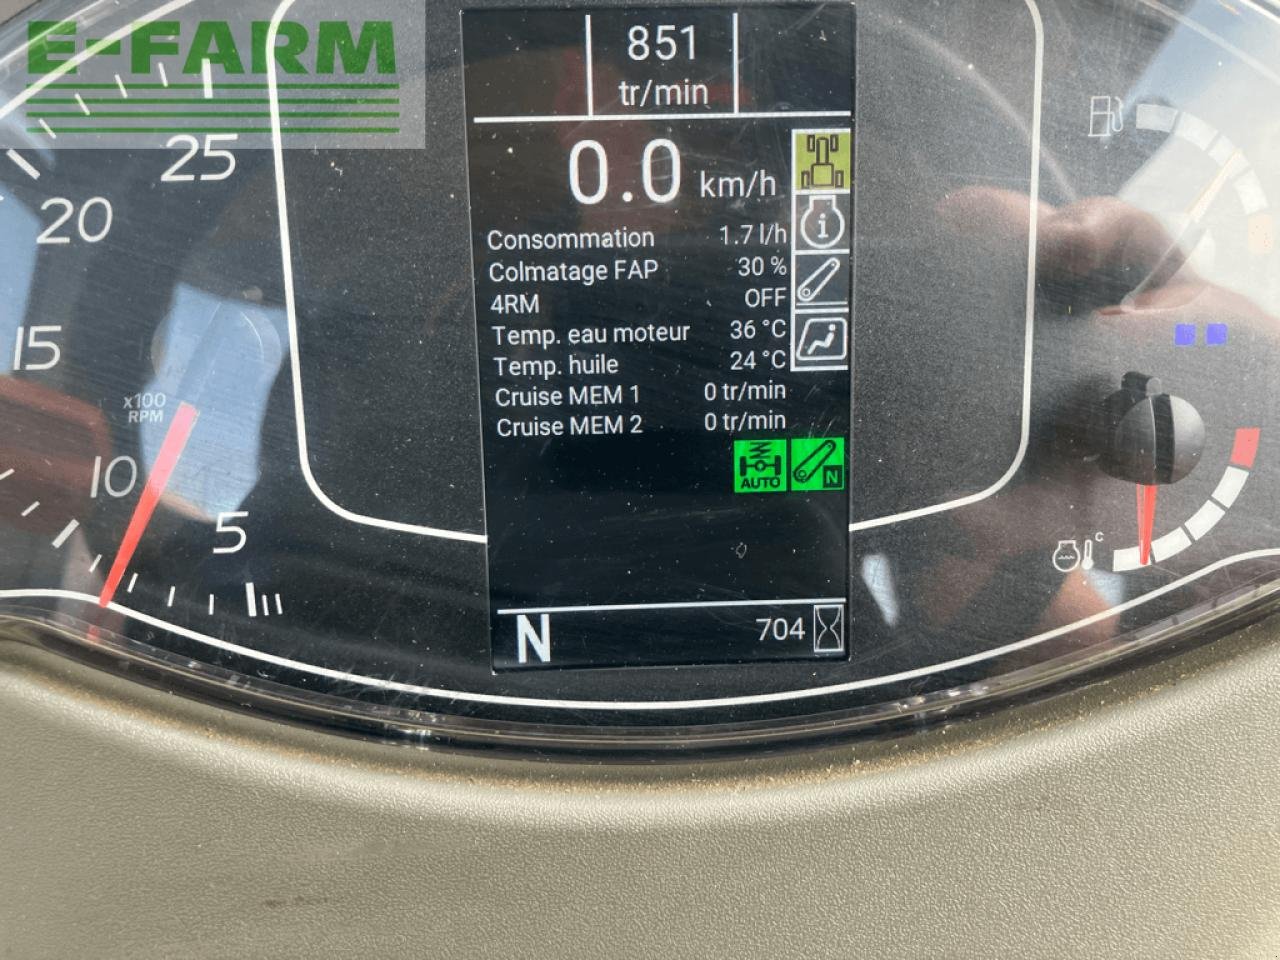 E-FARM
851
tr/min
0.0 km/h
Consommation 1.7 l/h
Colmatage FAP 30 %
4RM OFF
Temp. eau moteur 36 °C
Temp. huile 24 °C
Cruise MEM 1 0 tr/min
Cruise MEM 2 0 tr/min
AUTO N
N 704
25
20
15
x100
RPM
10
5
i
c